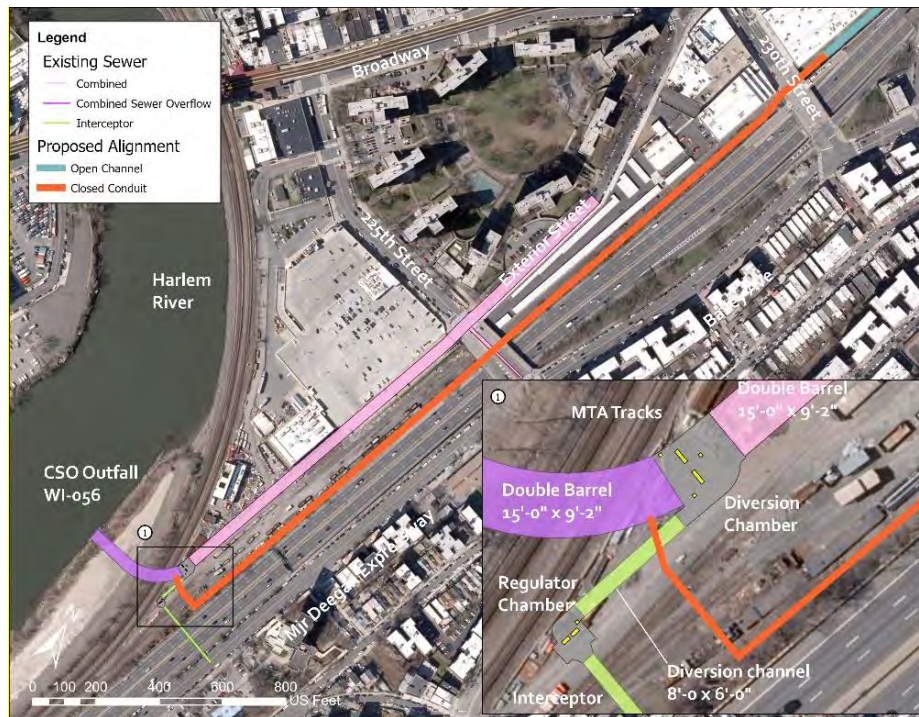 Legend
Existing Sewer
Combined
Combined Sewer Overflow
Interceptor
Proposed Alignment
Open Channel
Closed Conduit
Broadway
230th Street
225th Street
Exterior Street
Harlem
River
CSO Outfall
WI-056
1
Mjr Deegan Expressway
0 100 200 400 600 800
US Feet
1
MTA Tracks
Double Barrel
15'-0" x 9'-2"
Double Barrel
15'-0" x 9'-2"
Diversion
Chamber
Regulator
Chamber
Diversion channel
8'-0 x 6'-0"
Interceptor